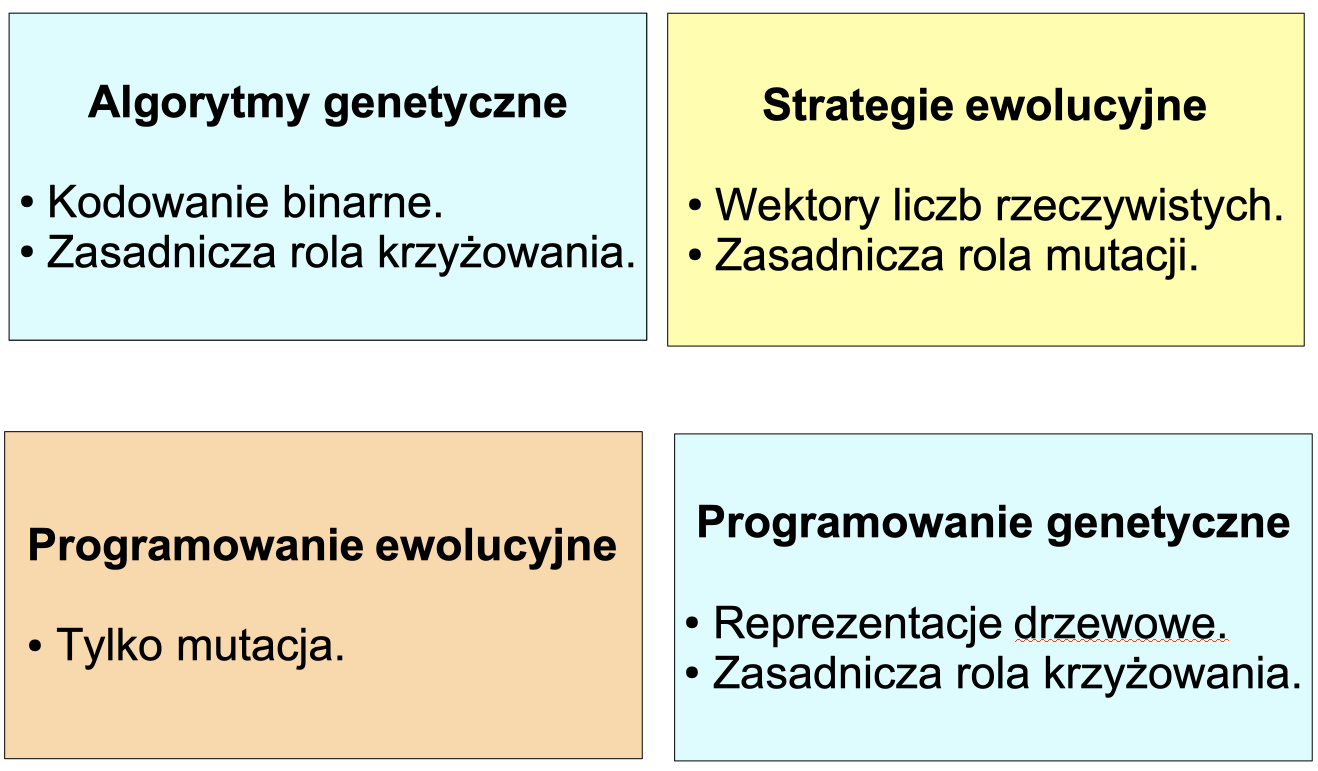 Algorytmy genetyczne
• Kodowanie binarne.
• Zasadnicza rola krzyżowania.
Strategie ewolucyjne
• Wektory liczb rzeczywistych.
• Zasadnicza rola mutacji.
Programowanie ewolucyjne
• Tylko mutacja.
Programowanie genetyczne
• Reprezentacje drzewowe.
• Zasadnicza rola krzyżowania.